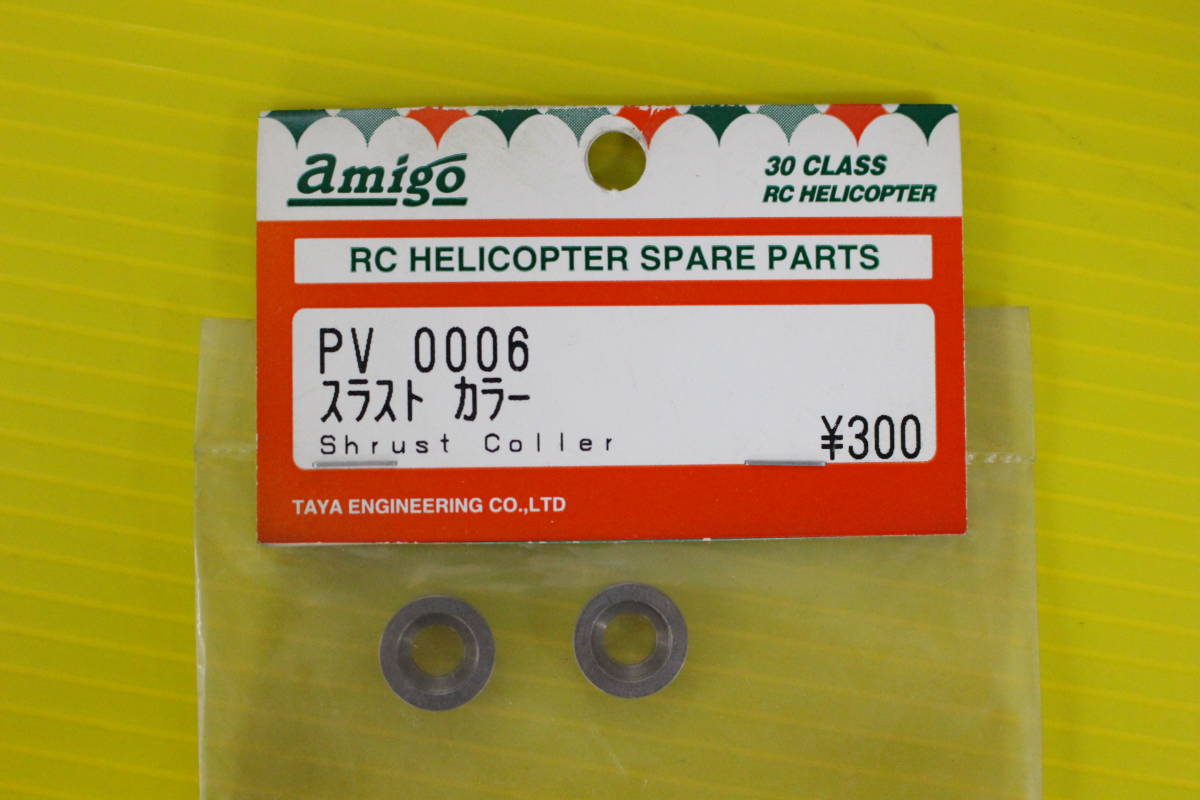 amigo
30 CLASS
RC HELICOPTER
RC HELICOPTER SPARE PARTS
PV 0006
スラスト カラー
Shrust Coller
¥300
TAYA ENGINEERING CO.,LTD